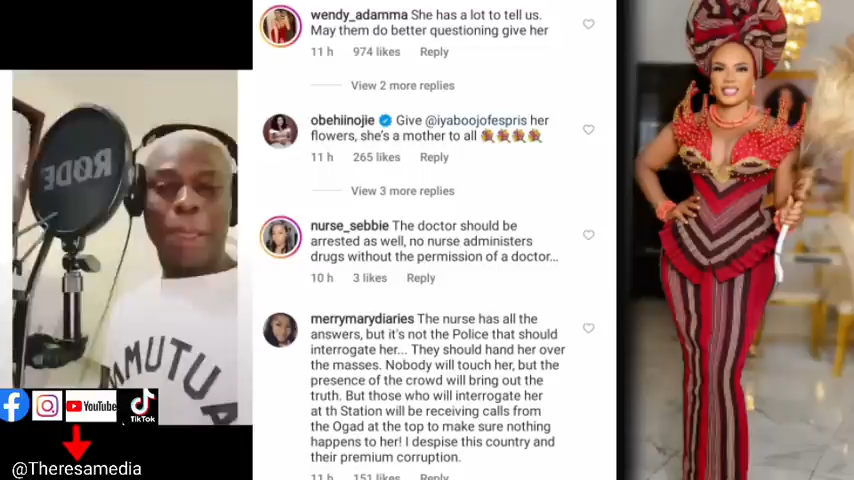 wendy_adamma She has a lot to tell us.
May them do better questioning give her
11 h 974 likes Reply
View 2 more replies
obehiinojie Give @iyaboojofespris her
flowers, she's a mother to all
11 h 265 likes Reply
View 3 more replies
nurse_sebbie The doctor should be
arrested as well, no nurse administers
drugs without the permission of a doctor...
10 h 3 likes Reply
merrymarydiaries The nurse has all the
answers, but it's not the Police that should
interrogate her... They should hand her over
the masses. Nobody will touch her, but the
presence of the crowd will bring out the
truth. But those who will interrogate her
at th Station will be receiving calls from
the Ogad at the top to make sure nothing
happens to her! I despise this country and
their premium corruption.
11 h 151 likes Reply
RODE
AMUTUA
YouTube
TikTok
@Theresamedia